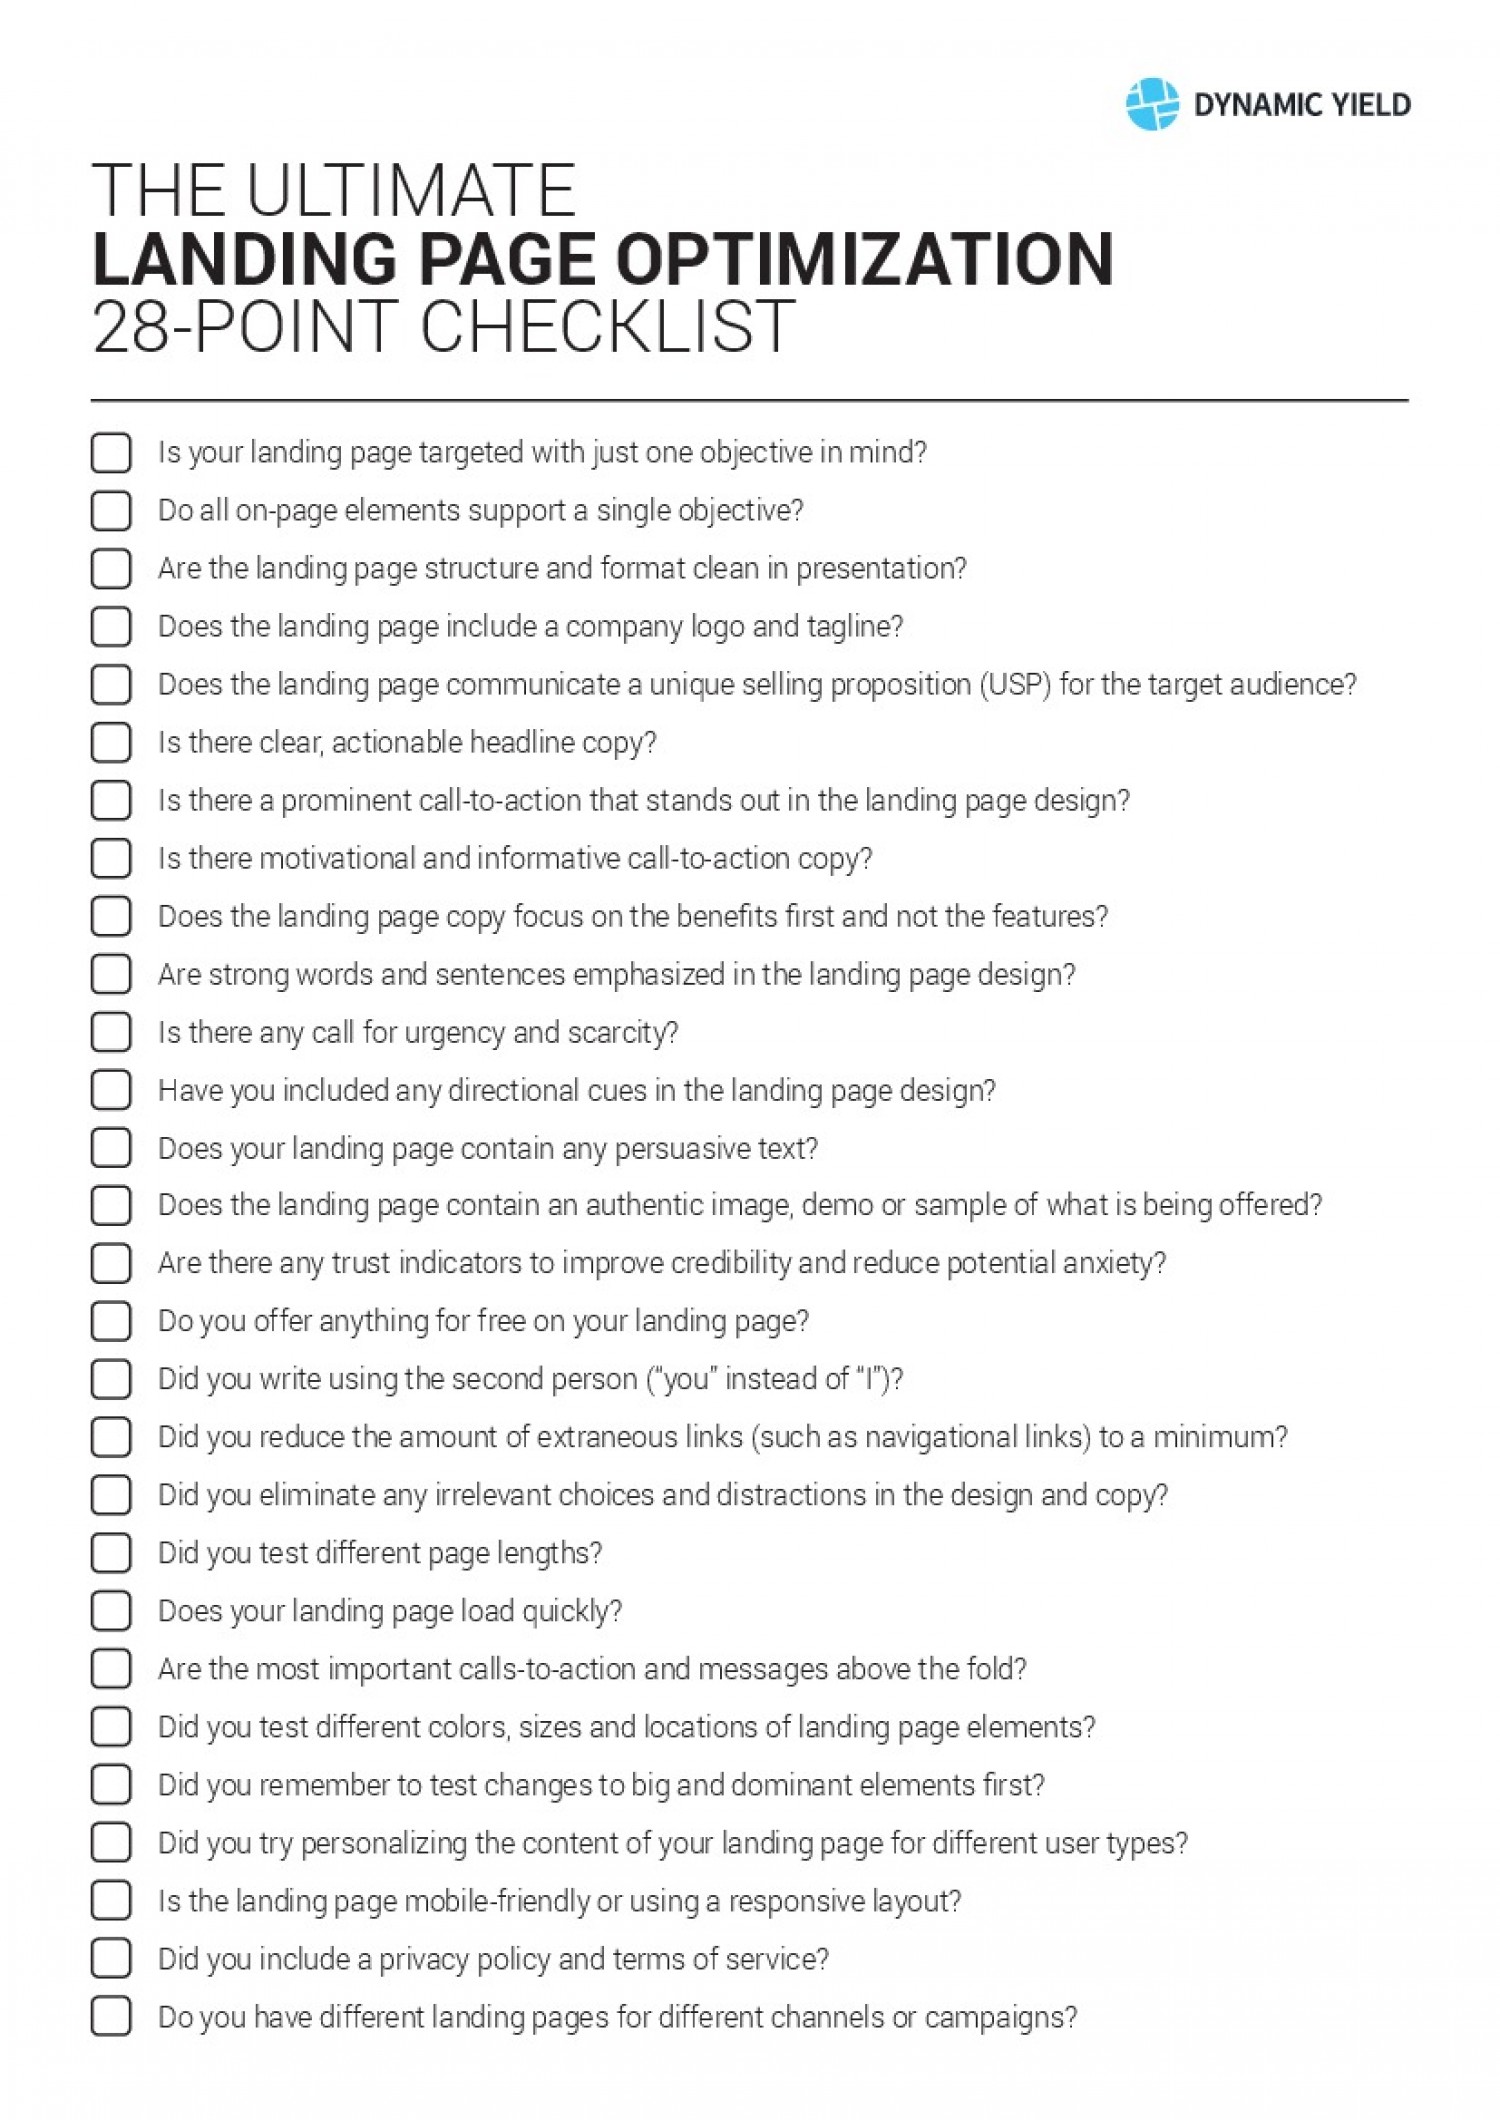 DYNAMIC YIELD
THE ULTIMATE
LANDING PAGE OPTIMIZATION
28-POINT CHECKLIST
Is your landing page targeted with just one objective in mind?
Do all on-page elements support a single objective?
Are the landing page structure and format clean in presentation?
Does the landing page include a company logo and tagline?
Does the landing page communicate a unique selling proposition (USP) for the target audience?
Is there clear, actionable headline copy?
Is there a prominent call-to-action that stands out in the landing page design?
Is there motivational and informative call-to-action copy?
Does the landing page copy focus on the benefits first and not the features?
Are strong words and sentences emphasized in the landing page design?
Is there any call for urgency and scarcity?
Have you included any directional cues in the landing page design?
Does your landing page contain any persuasive text?
Does the landing page contain an authentic image, demo or sample of what is being offered?
Are there any trust indicators to improve credibility and reduce potential anxiety?
Do you offer anything for free on your landing page?
Did you write using the second person (“you” instead of “I”)?
Did you reduce the amount of extraneous links (such as navigational links) to a minimum?
Did you eliminate any irrelevant choices and distractions in the design and copy?
Did you test different page lengths?
Does your landing page load quickly?
Are the most important calls-to-action and messages above the fold?
Did you test different colors, sizes and locations of landing page elements?
Did you remember to test changes to big and dominant elements first?
Did you try personalizing the content of your landing page for different user types?
Is the landing page mobile-friendly or using a responsive layout?
Did you include a privacy policy and terms of service?
Do you have different landing pages for different channels or campaigns?